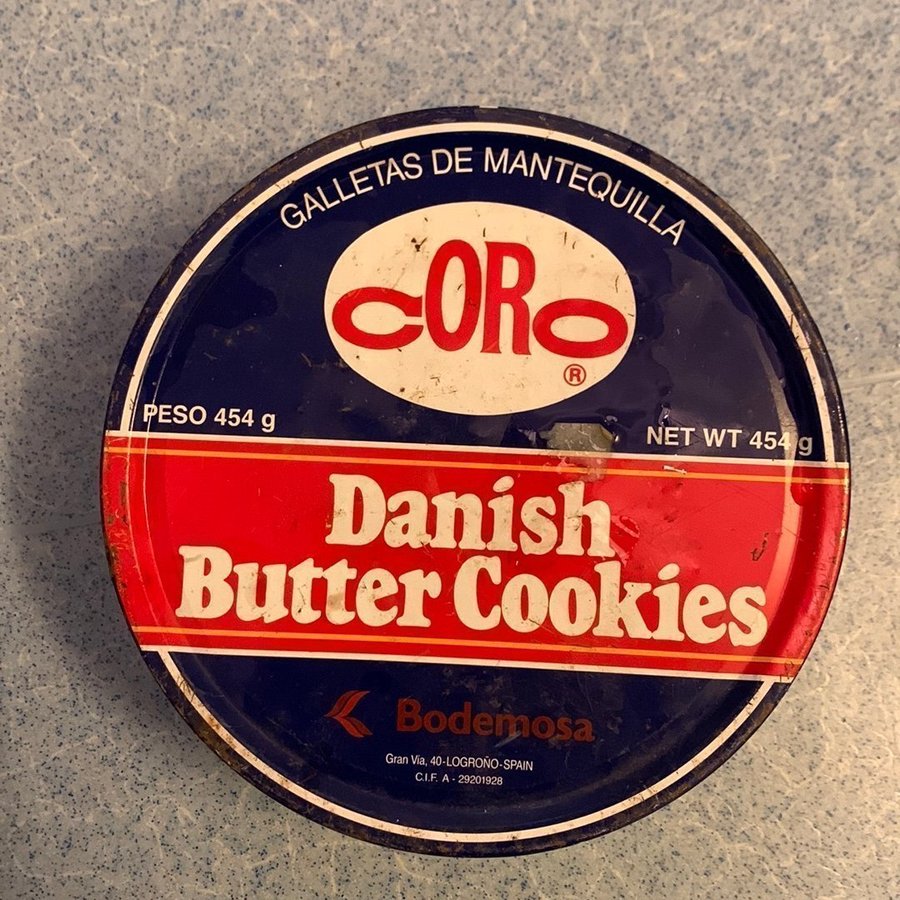 GALLETAS DE MANTEQUILLA
CORO
®
PESO 454 g
NET WT 454 g
Danish
Butter Cookies
Bodemosa
Gran Via, 40-LOGROÑO-SPAIN
C.I.F. A - 29201928